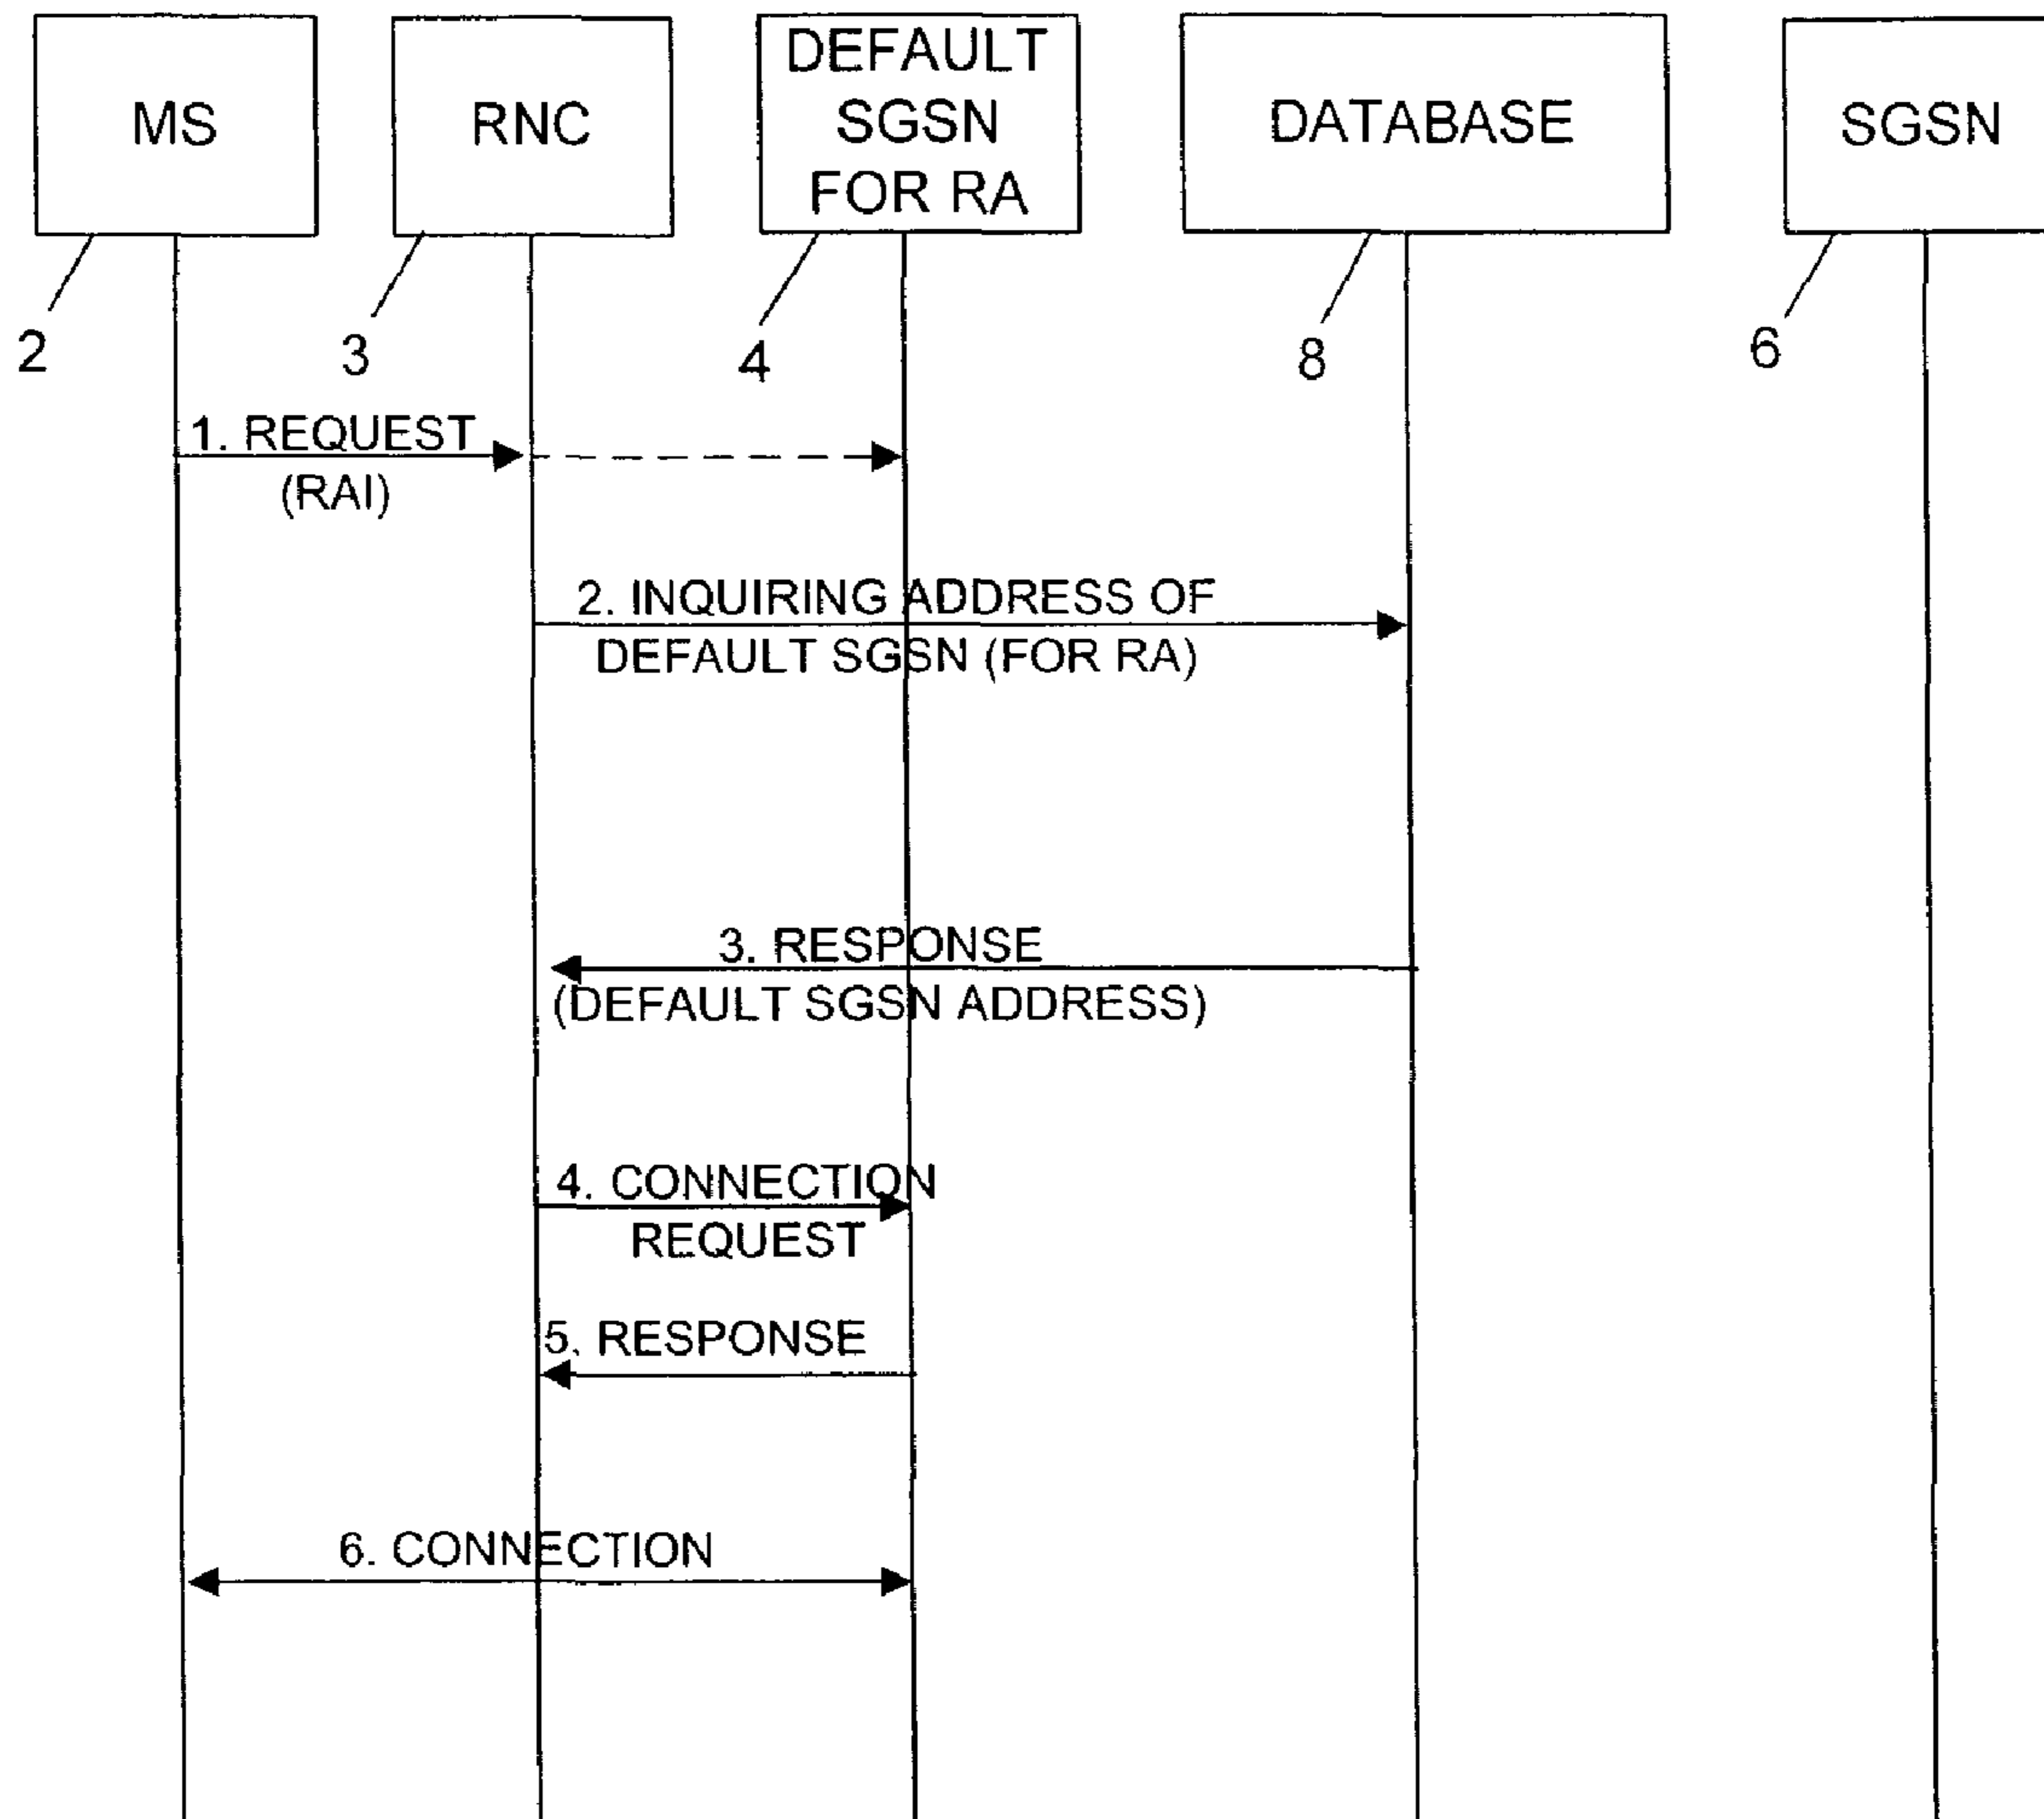 MS
RNC
DEFAULT
SGSN
FOR RA
DATABASE
SGSN
2
3
4
8
6
1. REQUEST
(RAI)
2. INQUIRING ADDRESS OF
DEFAULT SGSN (FOR RA)
3. RESPONSE
(DEFAULT SGSN ADDRESS)
4. CONNECTION
REQUEST
5. RESPONSE
6. CONNECTION